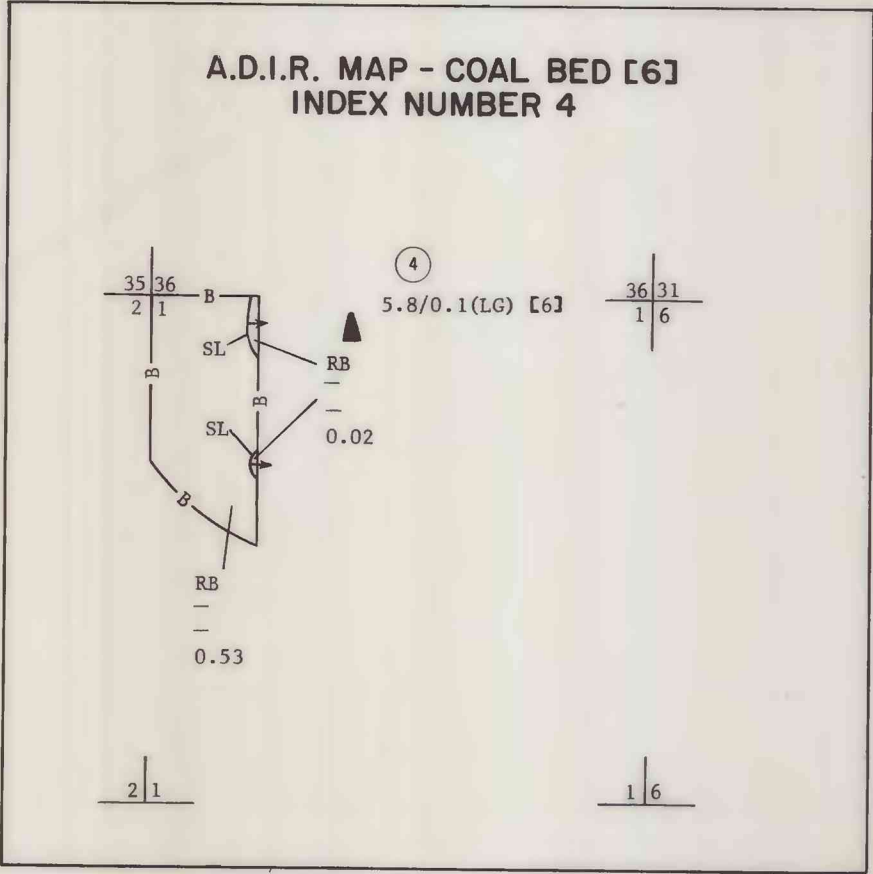 A.D.I.R. MAP - COAL BED [6]
INDEX NUMBER 4
4
5.8/0.1(LG) [6]
35 36
2 1
B
36 31
1 6
SL
RB
—
—
0.02
B
B
SL
B
RB
—
—
0.53
2 1
1 6